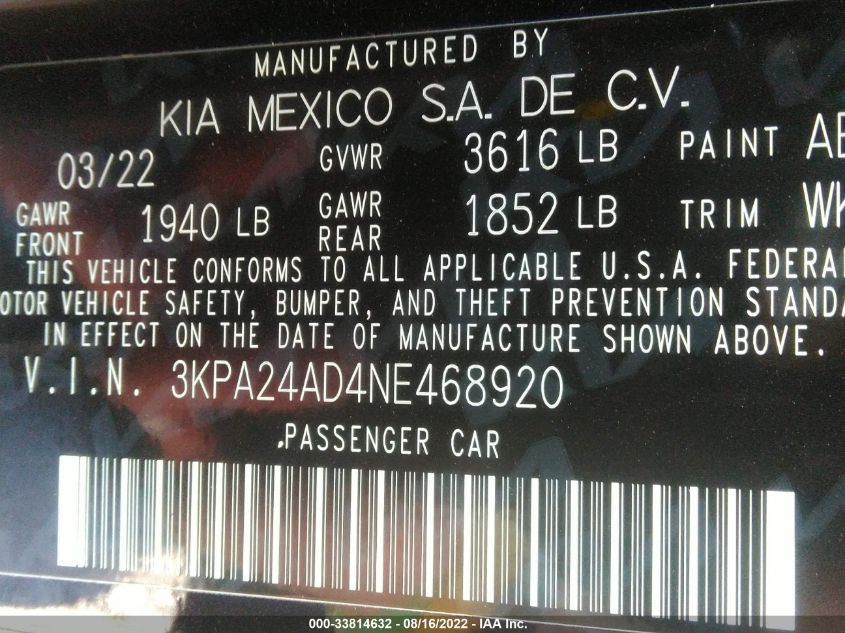 MANUFACTURED BY
KIA MEXICO S.A. DE C.V.
03/22 GVWR 3616 LB PAINT
GAWR FRONT 1940 LB GAWR REAR 1852 LB TRIM
THIS VEHICLE CONFORMS TO ALL APPLICABLE U.S.A. FEDERAL
MOTOR VEHICLE SAFETY, BUMPER, AND THEFT PREVENTION
IN EFFECT ON THE DATE OF MANUFACTURE SHOWN ABOVE.
V.I.N. 3KPA24AD4NE468920
PASSENGER CAR
000-33814632 - 08/16/2022 - IAA Inc.